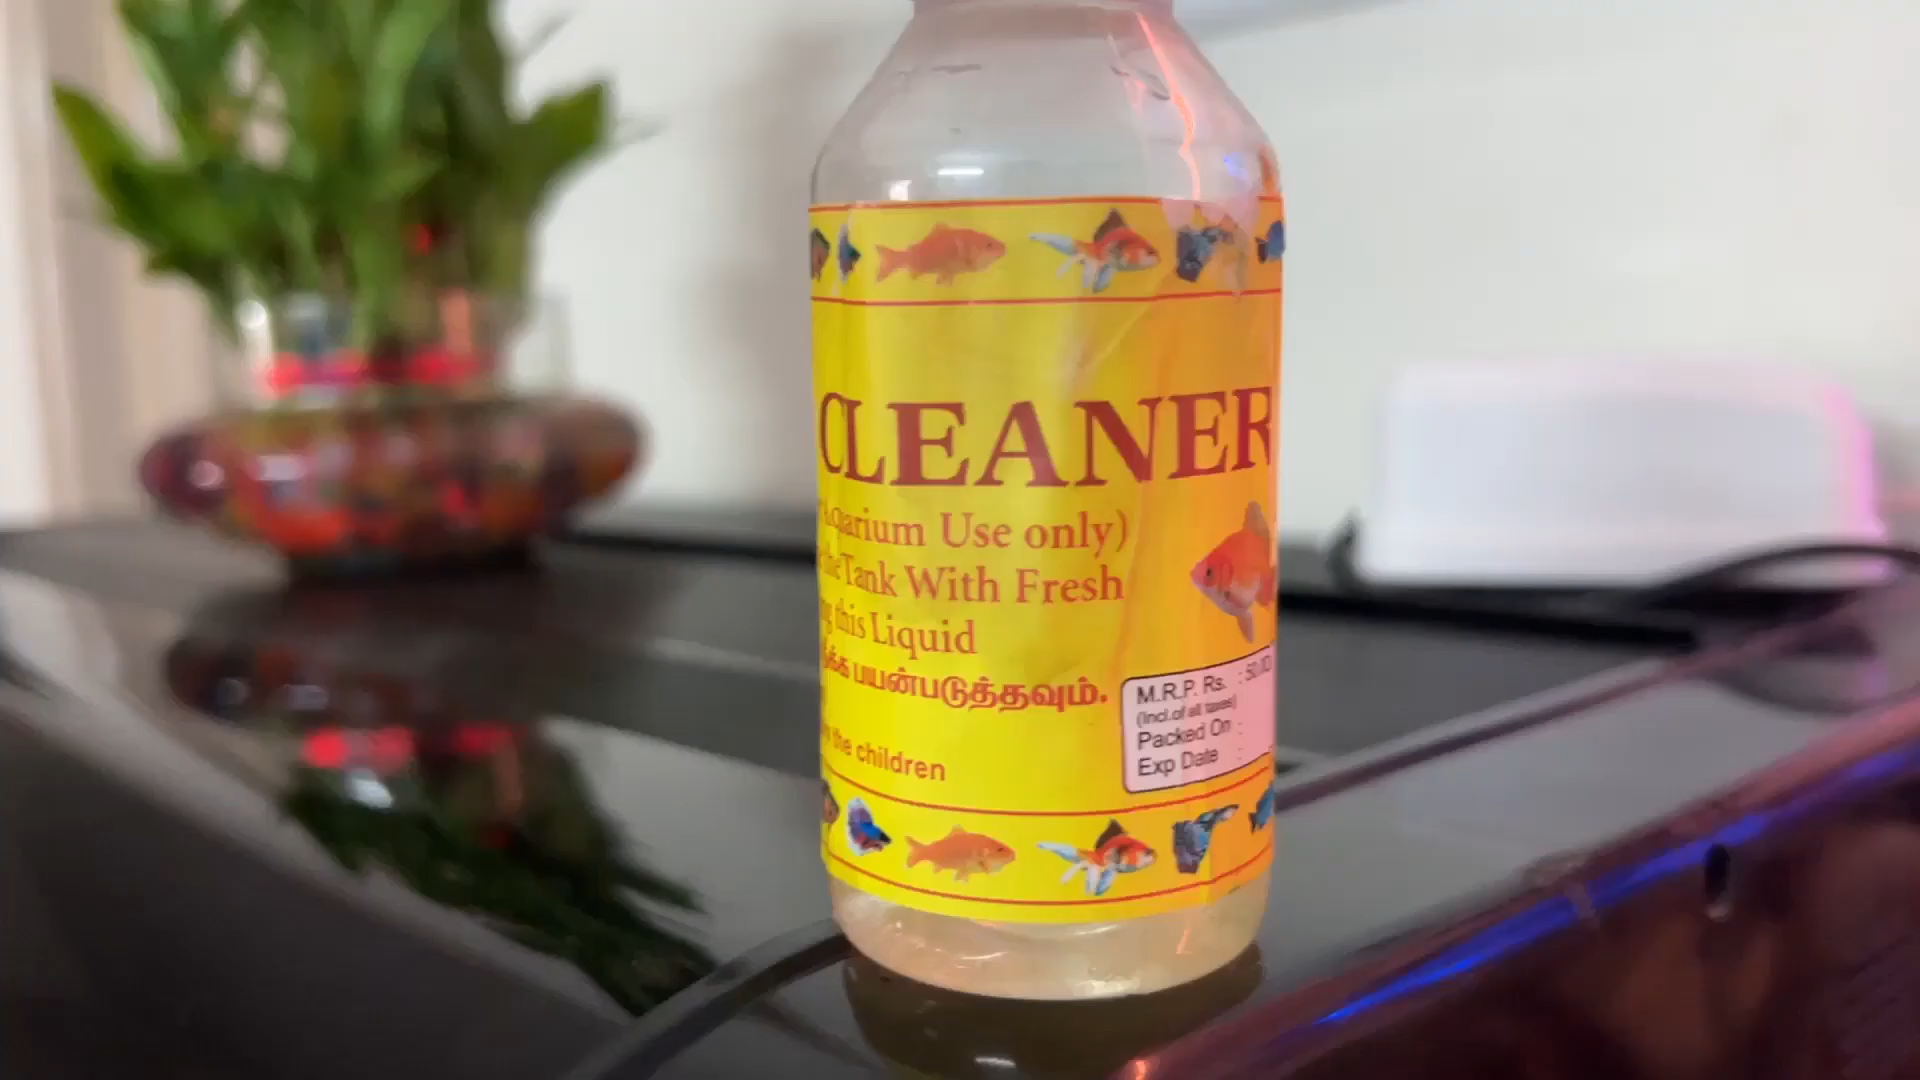 CLEANER
Aquarium Use only)
the Tank With Fresh
this Liquid
பயன்படுத்தவும்.
the children
M.R.P. Rs. :
(Incl.of all taxes)
Packed On :
Exp Date :